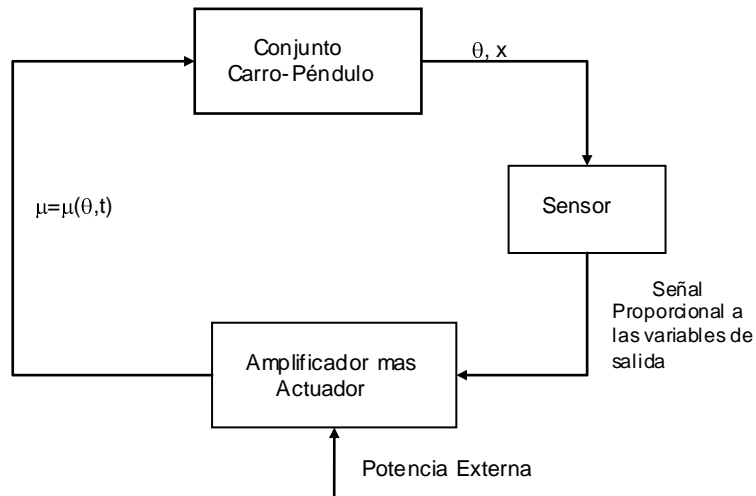 Conjunto
Carro-Péndulo
θ, x
μ=μ(θ,t)
Sensor
Señal
Proporcional a
las variables de
salida
Amplificador mas
Actuador
Potencia Externa